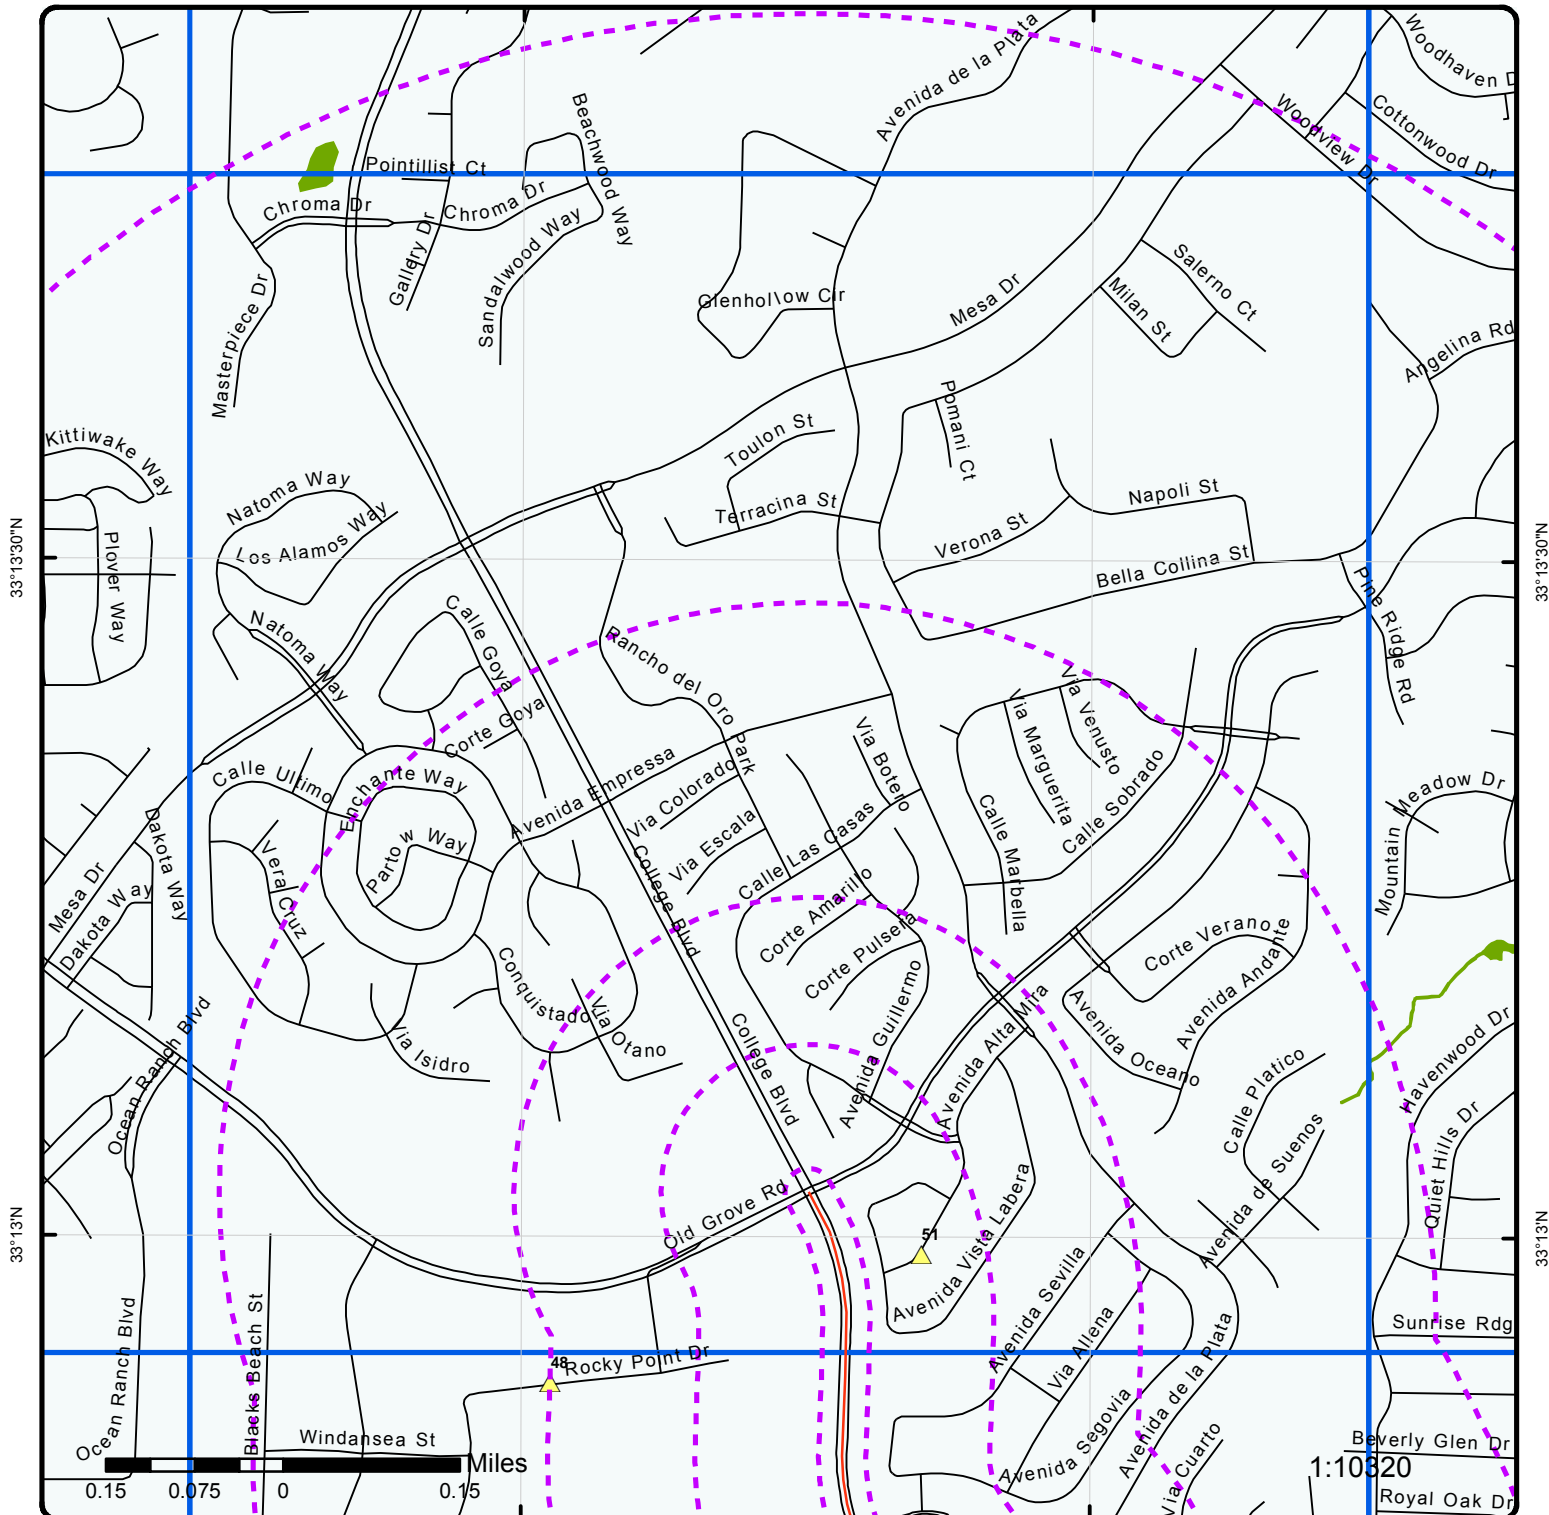 Woodhaven D
Avenida de la Plata
Beachwood Way
Woodview Dr
Cottonwood Dr
Pointillist Ct
Chroma Dr
Chroma Dr
Gallery Dr
Sandalwood Way
Masterpiece Dr
Glenhollow Cir
Mesa Dr
Salerno Ct
Milan St
Angelina Rd
Pomani Ct
Toulon St
Terracina St
Kittiwake Way
Natoma Way
Los Alamos Way
Napoli St
Verona St
Bella Collina St
33°13'30"N
33°13'30"N
Plover Way
Pine Ridge Rd
Natoma Way
Calle Goya
Rancho del Oro Park
Corte Goya
Via Venusto
Via Marguerita
Via Botero
Calle Ultimo
Enchante Way
Avenida Empressa
Via Colorado
Via Escala
Calle Sobrado
Calle Marbella
Meadow Dr
Mountain
Dakota Way
Parto w Way
Vera Cruz
College Blvd
Calle Las Casas
Corte Amarillo
Corte Pulsera
Mesa Dr
Dakota Way
Corte Verano
Avenida Andante
Conquistado
Via Otano
Via Isidro
Avenida Guillermo
Avenida Alta Mira
Avenida Oceano
Ocean Ranch Blvd
College Blvd
Havenwood Dr
Calle Platico
Quiet Hills Dr
Avenida de Suenos
Old Grove Rd
51
Avenida Vista Labera
33°13'N
33°13'N
Avenida Sevilla
Via Allena
Avenida de la Plata
Sunrise Rdg
Ocean Ranch Blvd
Blacks Beach St
48
Rocky Point Dr
Avenida Segovia
Via Cuarto
Windansea St
Beverly Glen Dr
Miles
1:10320
0.15 0.075 0 0.15
Royal Oak Dr